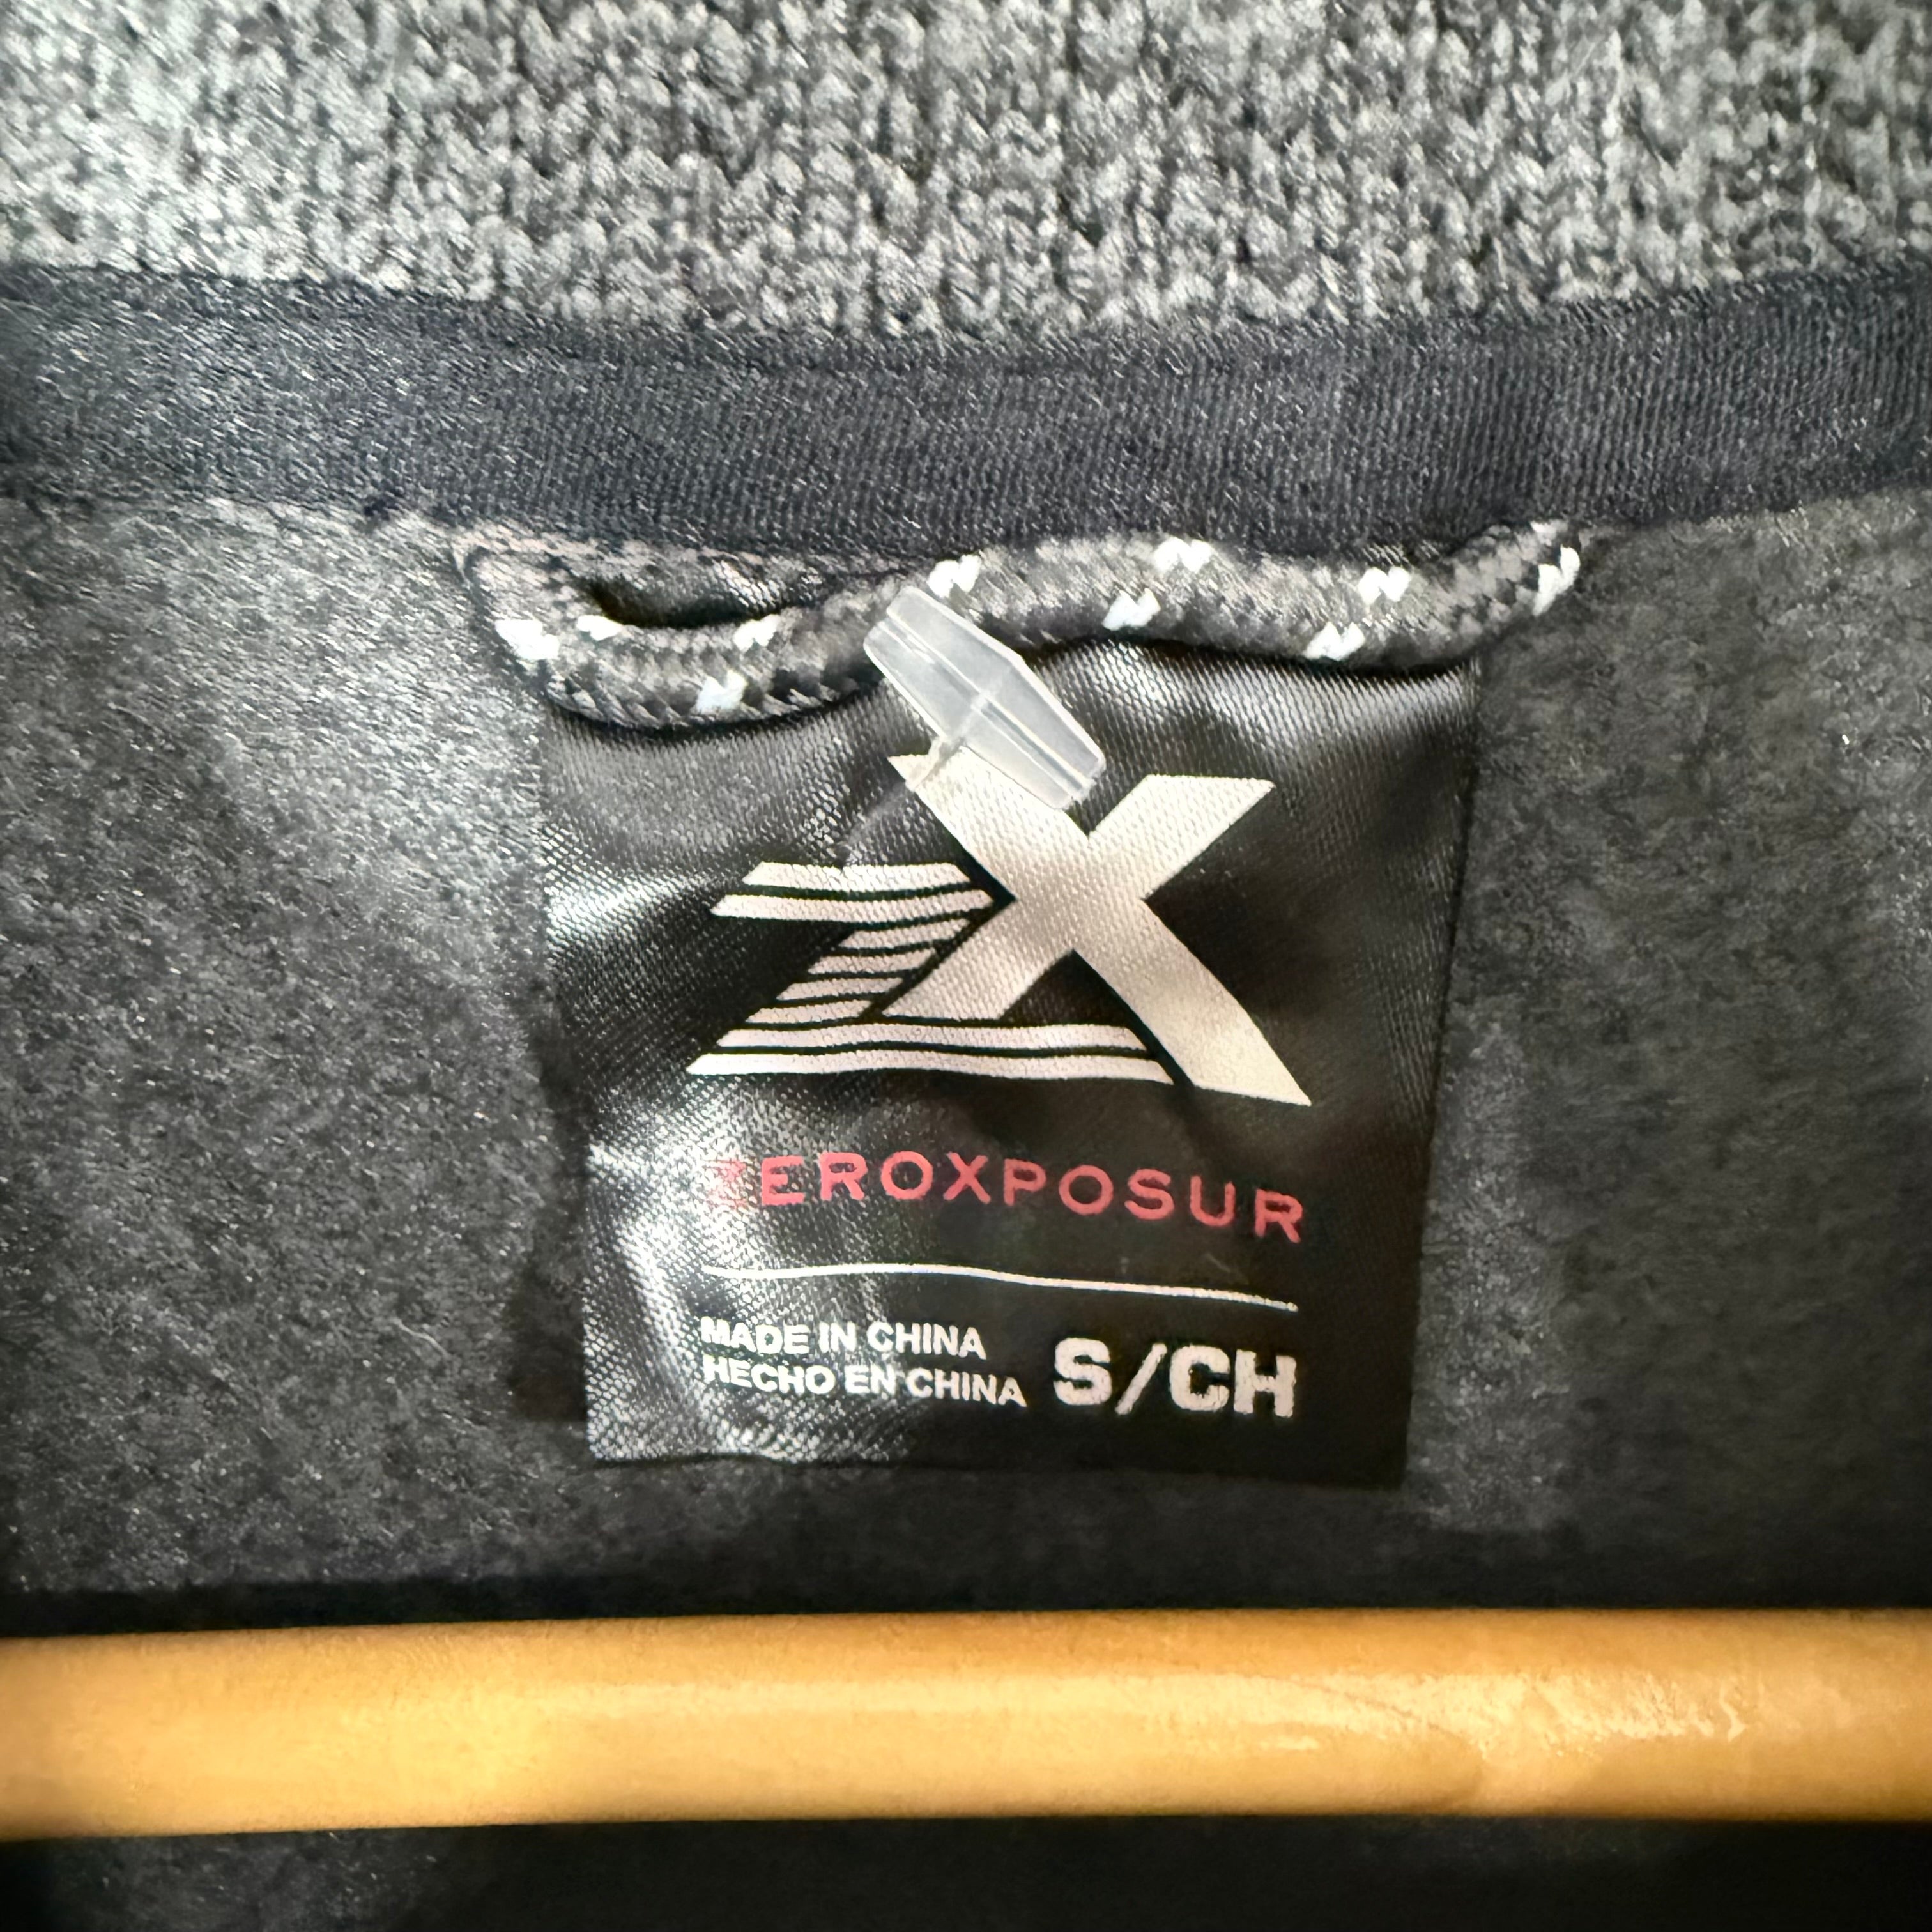 ZX
ZEROXPOSUR
MADE IN CHINA
HECHO EN CHINA
S/CH